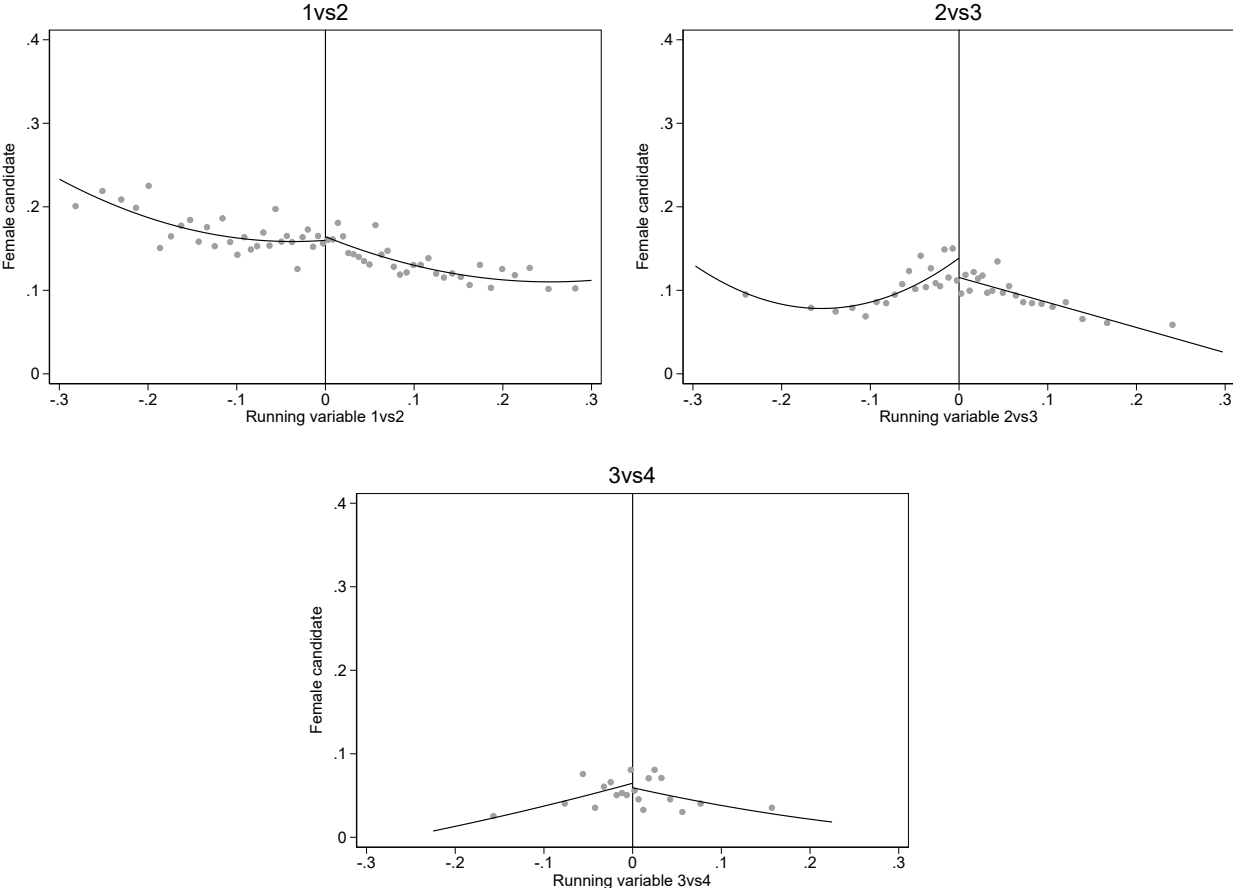 1vs2
.4
.3
.2
.1
0
Female candidate
-.3 -.2 -.1 0 .1 .2 .3
Running variable 1vs2
2vs3
.4
.3
.2
.1
0
Female candidate
-.3 -.2 -.1 0 .1 .2 .3
Running variable 2vs3
3vs4
.4
.3
.2
.1
0
Female candidate
-.3 -.2 -.1 0 .1 .2 .3
Running variable 3vs4